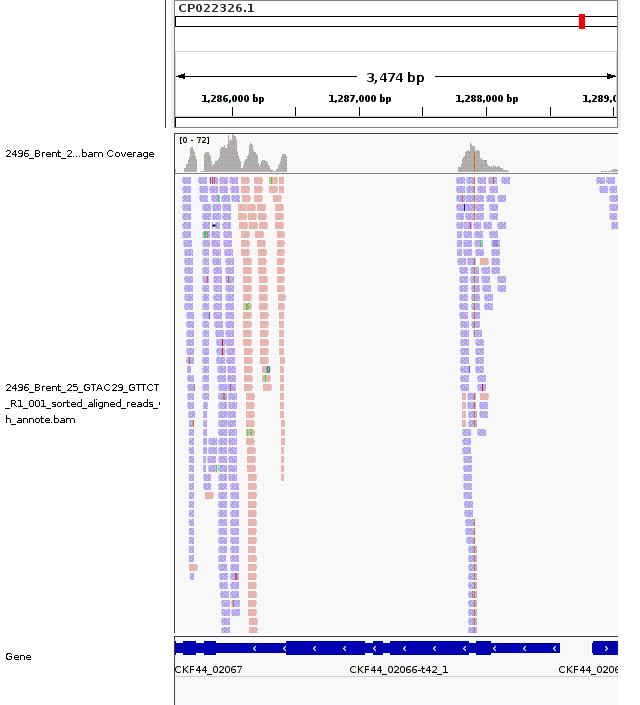 CP022326.1
3,474 bp
1,286,000 bp
1,287,000 bp
1,288,000 bp
1,289,0
[0 - 72]
2496_Brent_2...bam Coverage
2496_Brent_25_GTAC29_GTTCT
_R1_001_sorted_aligned_reads_
h_annote.bam
Gene
CKF44_02067
CKF44_02066-t42_1
CKF44_0206